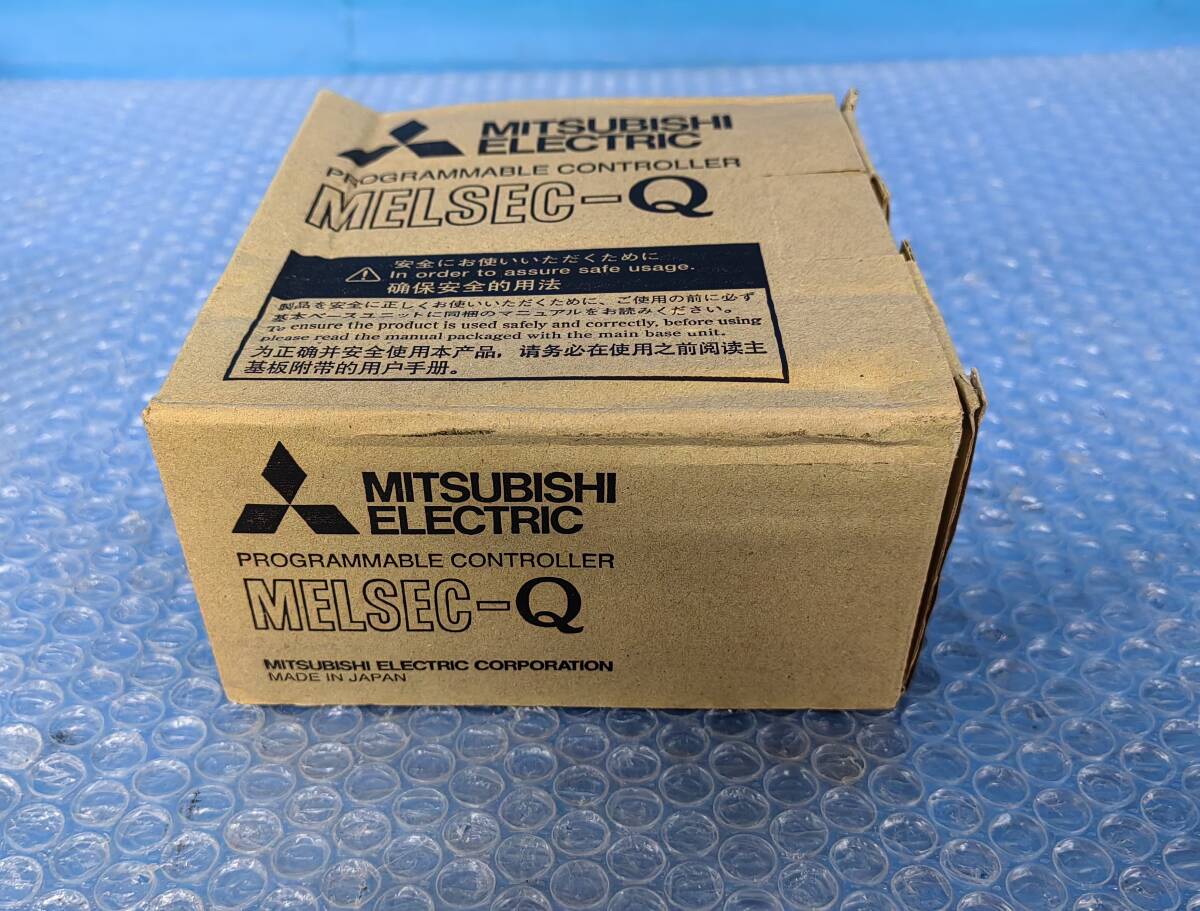 MITSUBISHI
ELECTRIC
PROGRAMMABLE CONTROLLER
MELSEC-Q
安全にお使いいただくために
In order to assure safe usage.
确保安全的用法
製品を安全に正しくお使いいただくために、ご使用の前に必ず
基本ベースユニットに同梱のマニュアルをお読みください。
To ensure the product is used safely and correctly, before using
please read the manual packaged with the main base unit.
为正确并安全使用本产品，请务必在使用之前阅读主
基板附带的用户手册。
MITSUBISHI
ELECTRIC
PROGRAMMABLE CONTROLLER
MELSEC-Q
MITSUBISHI ELECTRIC CORPORATION
MADE IN JAPAN